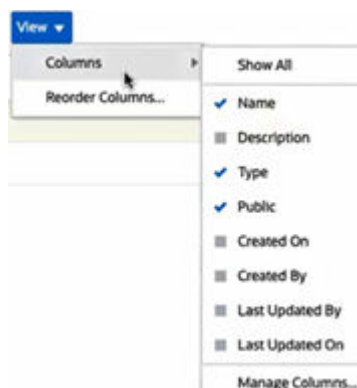 View
Columns
Reorder Columns...
Show All
Name
Description
Type
Public
Created On
Created By
Last Updated By
Last Updated On
Manage Columns...